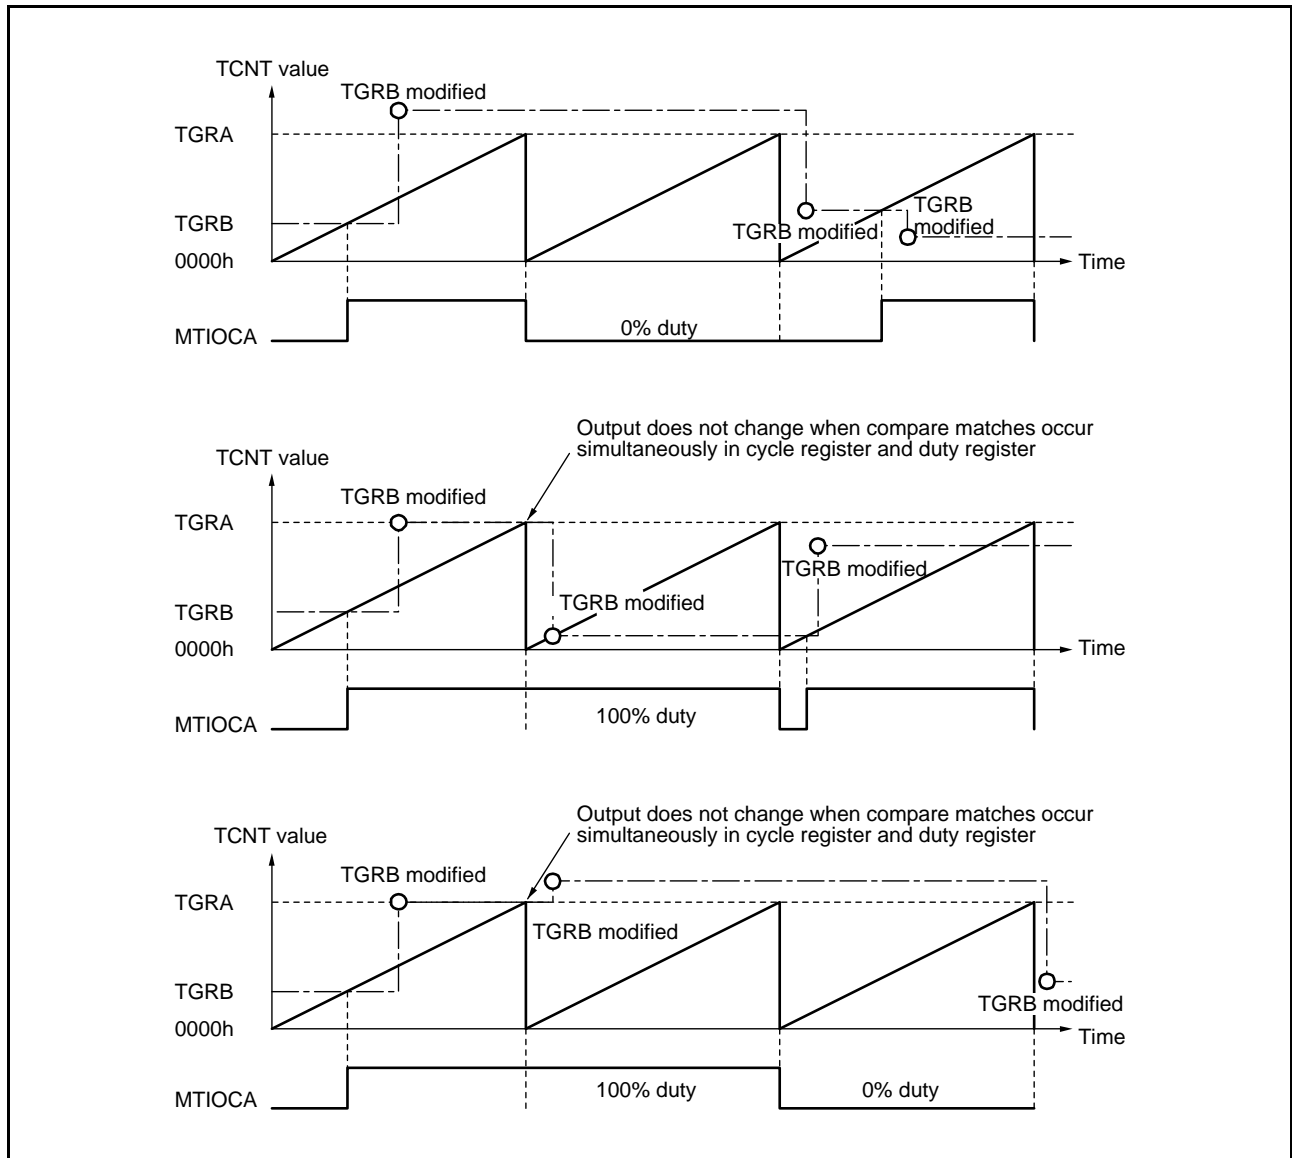 TCNT value
TGRB modified
TGRA
TGRB
modified
TGRB
TGRB modified
0000h
Time
0% duty
MTIOCA
Output does not change when compare matches occur
simultaneously in cycle register and duty register
TCNT value
TGRB modified
TGRA
TGRB modified
TGRB modified
TGRB
0000h
Time
100% duty
MTIOCA
Output does not change when compare matches occur
simultaneously in cycle register and duty register
TCNT value
TGRB modified
TGRA
TGRB modified
TGRB
TGRB modified
0000h
Time
100% duty
0% duty
MTIOCA